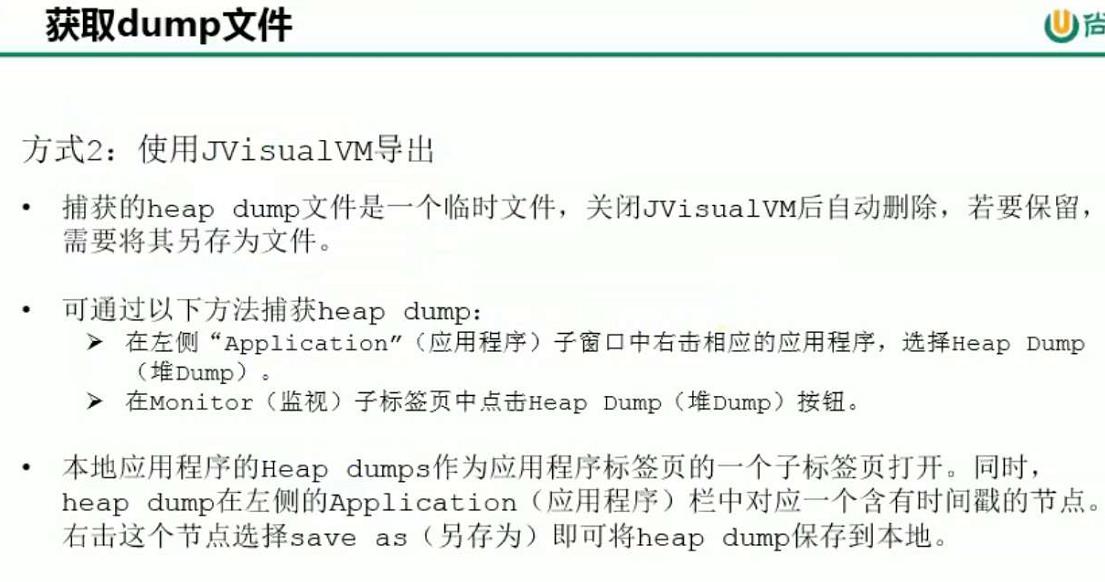 获取dump文件
尚
方式2：使用JVisualVM导出
• 捕获的heap dump文件是一个临时文件，关闭JVisualVM后自动删除，若要保留，
需要将其另存为文件。
• 可通过以下方法捕获heap dump：
➢ 在左侧“Application"（应用程序）子窗口中右击相应的应用程序，选择Heap Dump
（堆Dump）。
➢ 在Monitor（监视）子标签页中点击Heap Dump（堆Dump）按钮。
• 本地应用程序的Heap dumps作为应用程序标签页的一个子标签页打开。同时，
heap dump在左侧的Application（应用程序）栏中对应一个含有时间戳的节点。
右击这个节点选择save as（另存为）即可将heap dump保存到本地。